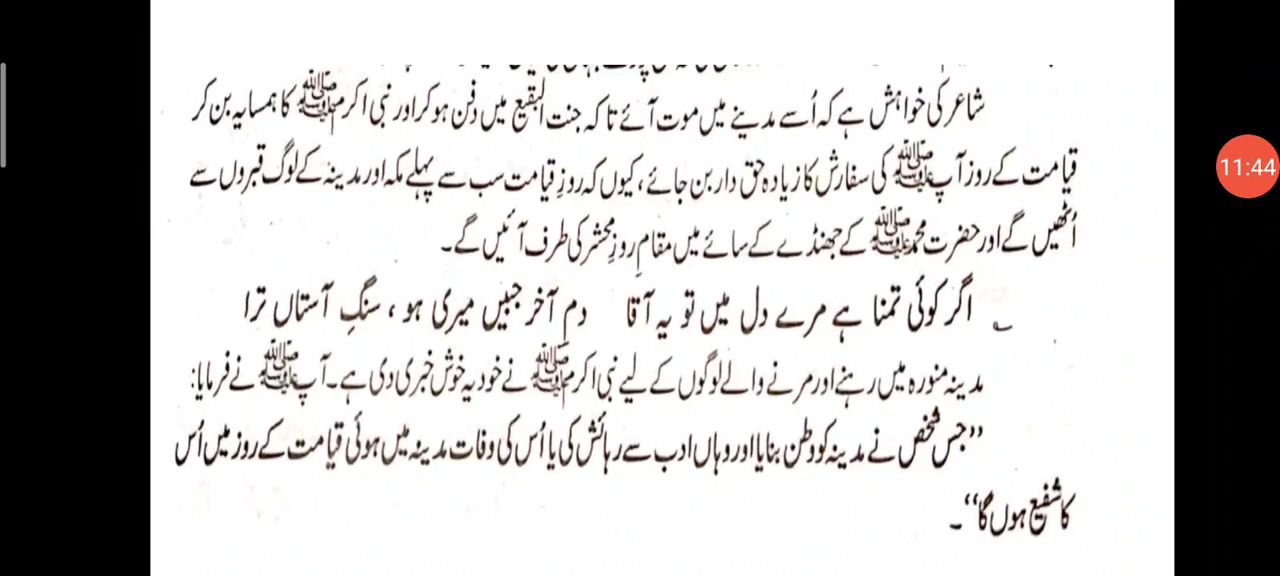 شاعر کی خواہش ہے کہ اُسے مدینے میں موت آئے تا کہ جنت البقیع میں دفن ہو کر اور نبی اکرم ﷺ کا ہمسایہ بن کر
قیامت کے روز آپ ﷺ کی سفارش کا زیادہ حق دار بن جائے، کیوں کہ روزِ قیامت سب سے پہلے مکہ اور مدینہ کے لوگ قبروں سے
اُٹھیں گے اور حضرت محمد ﷺ کے جھنڈے کے سائے میں مقامِ روزِ محشر کی طرف آئیں گے۔
؎ اگر کوئی تمنا ہے مرے دل میں تو یہ آقا دم آخر جبیں میری ہو ، سنگِ آستاں ترا
مدینہ منورہ میں رہنے اور مرنے والے لوگوں کے لیے نبی اکرم ﷺ نے خود یہ خوش خبری دی ہے۔ آپ ﷺ نے فرمایا:
”جس شخص نے مدینہ کو وطن بنایا اور وہاں ادب سے رہائش کی یا اُس کی وفات مدینہ میں ہوئی قیامت کے روز میں اُس
کا شفیع ہوں گا“۔
11:44